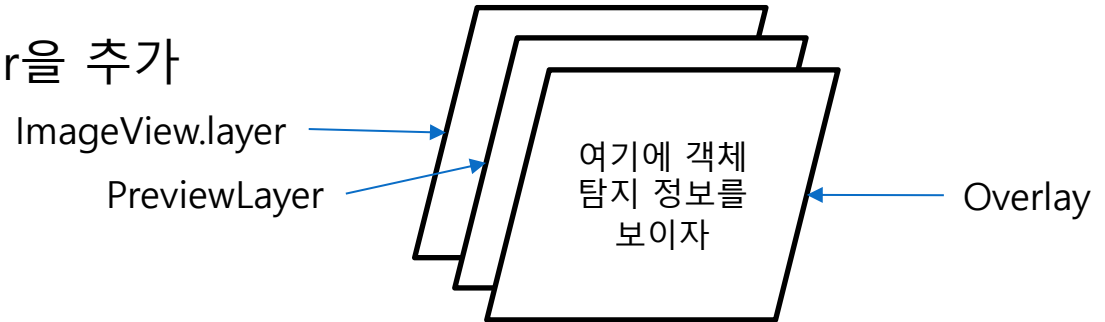 r을 추가
ImageView.layer
PreviewLayer
여기에 객체
탐지 정보를
보이자
Overlay